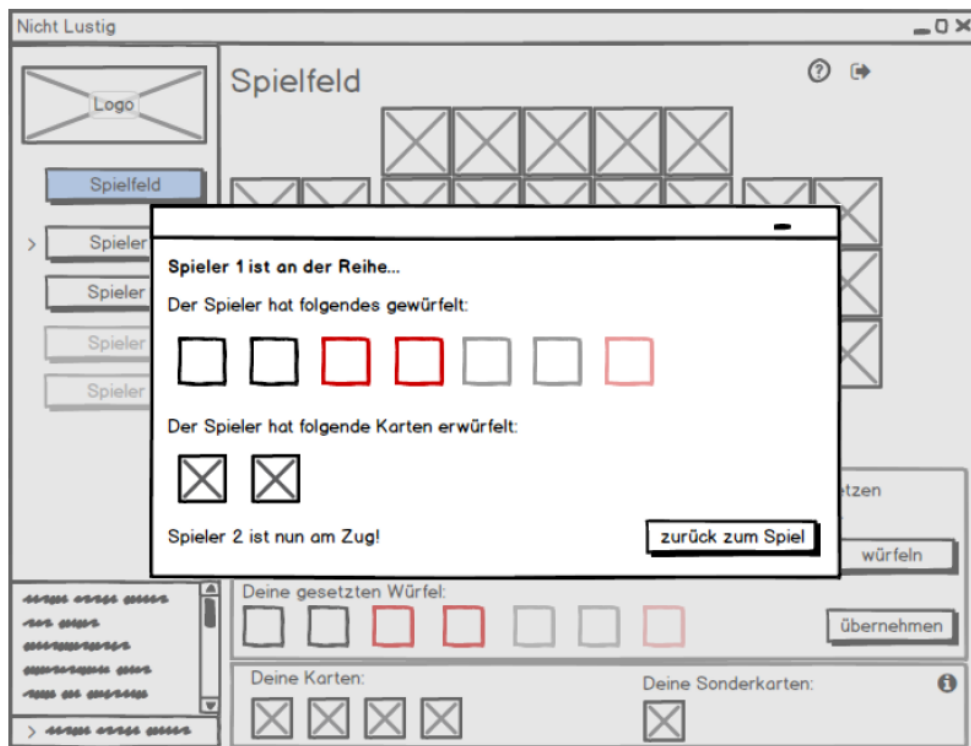 Nicht Lustig
Logo
Spielfeld
Spielfeld
Spieler
Spieler
Spieler
Spieler
Spieler 1 ist an der Reihe...
Der Spieler hat folgendes gewürfelt:
Der Spieler hat folgende Karten erwürfelt:
Spieler 2 ist nun am Zug!
zurück zum Spiel
würfeln
Deine gesetzten Würfel:
übernehmen
Deine Karten:
Deine Sonderkarten: